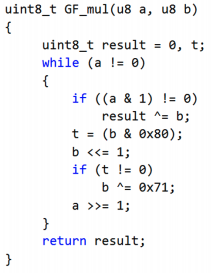 uint8_t GF_mul(u8 a, u8 b)
{
uint8_t result = 0, t;
while (a != 0)
{
if ((a & 1) != 0)
result ^= b;
t = (b & 0x80);
b <<= 1;
if (t != 0)
b ^= 0x71;
a >>= 1;
}
return result;
}